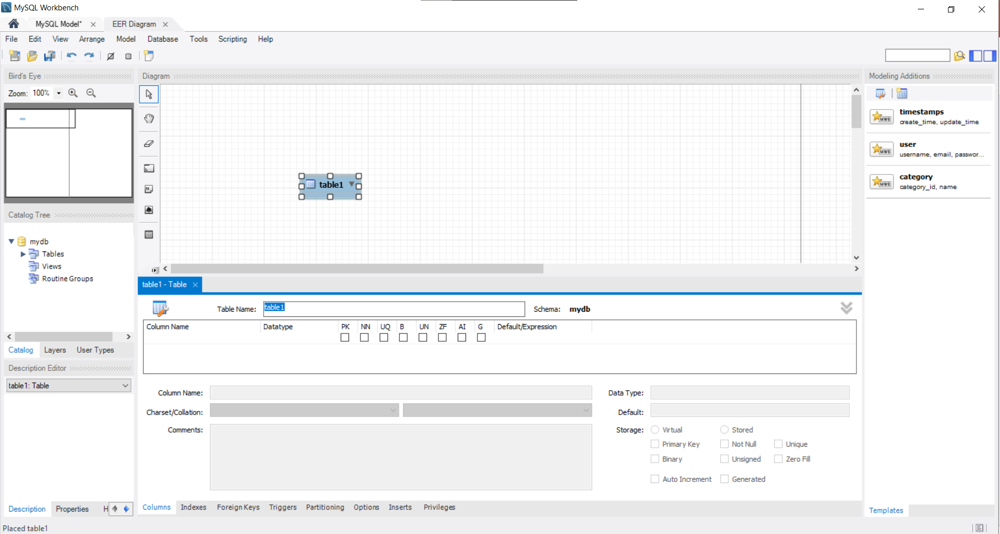 MySQL Workbench
MySQL Model*
EER Diagram
File Edit View Arrange Model Database Tools Scripting Help
Bird's Eye
Zoom: 100%
Catalog Tree
mydb
Tables
Views
Routine Groups
Catalog Layers User Types
Description Editor
table1: Table
Description Properties H
Placed table1
Diagram
table1
table1 - Table
Table Name: table1 Schema: mydb
Column Name Datatype PK NN UQ B UN ZF AI G Default/Expression
Column Name:
Charset/Collation:
Comments:
Data Type:
Default:
Storage: Virtual Stored
Primary Key Not Null Unique
Binary Unsigned Zero Fill
Auto Increment Generated
Columns Indexes Foreign Keys Triggers Partitioning Options Inserts Privileges
Modeling Additions
MWB
timestamps
create_time, update_time
MWB
user
username, email, passwor...
MWB
category
category_id, name
Templates